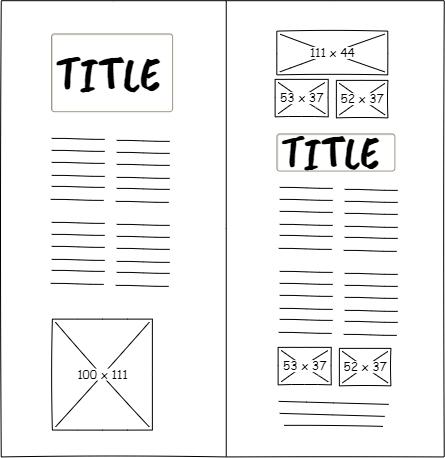 TITLE
100 x 111
111 x 44
53 x 37
52 x 37
TITLE
53 x 37
52 x 37